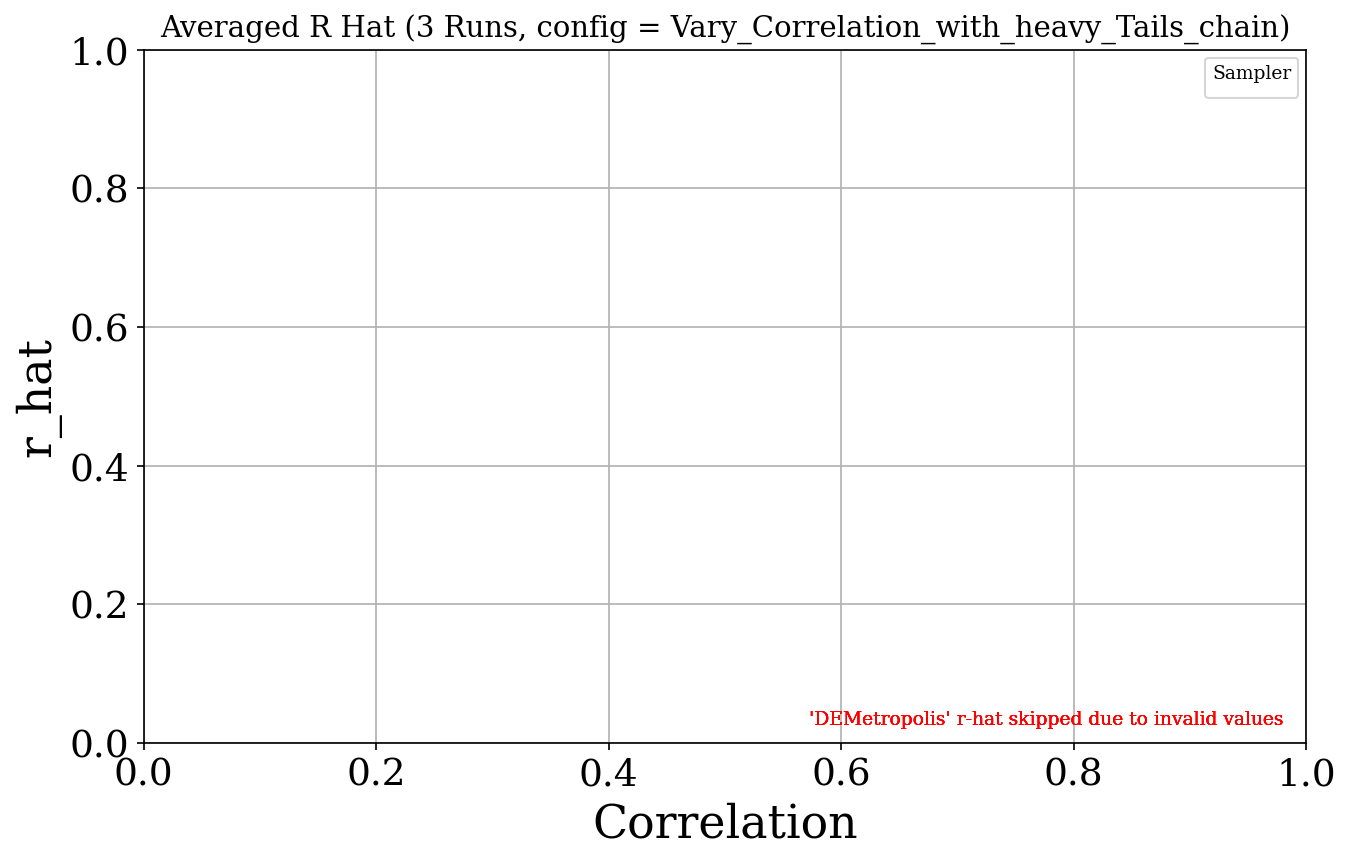 Averaged R Hat (3 Runs, config = Vary_Correlation_with_heavy_Tails_chain)
Sampler
r_hat
1.0
0.8
0.6
0.4
0.2
0.0
'DEMetropolis' r-hat skipped due to invalid values
0.0 0.2 0.4 0.6 0.8 1.0
Correlation